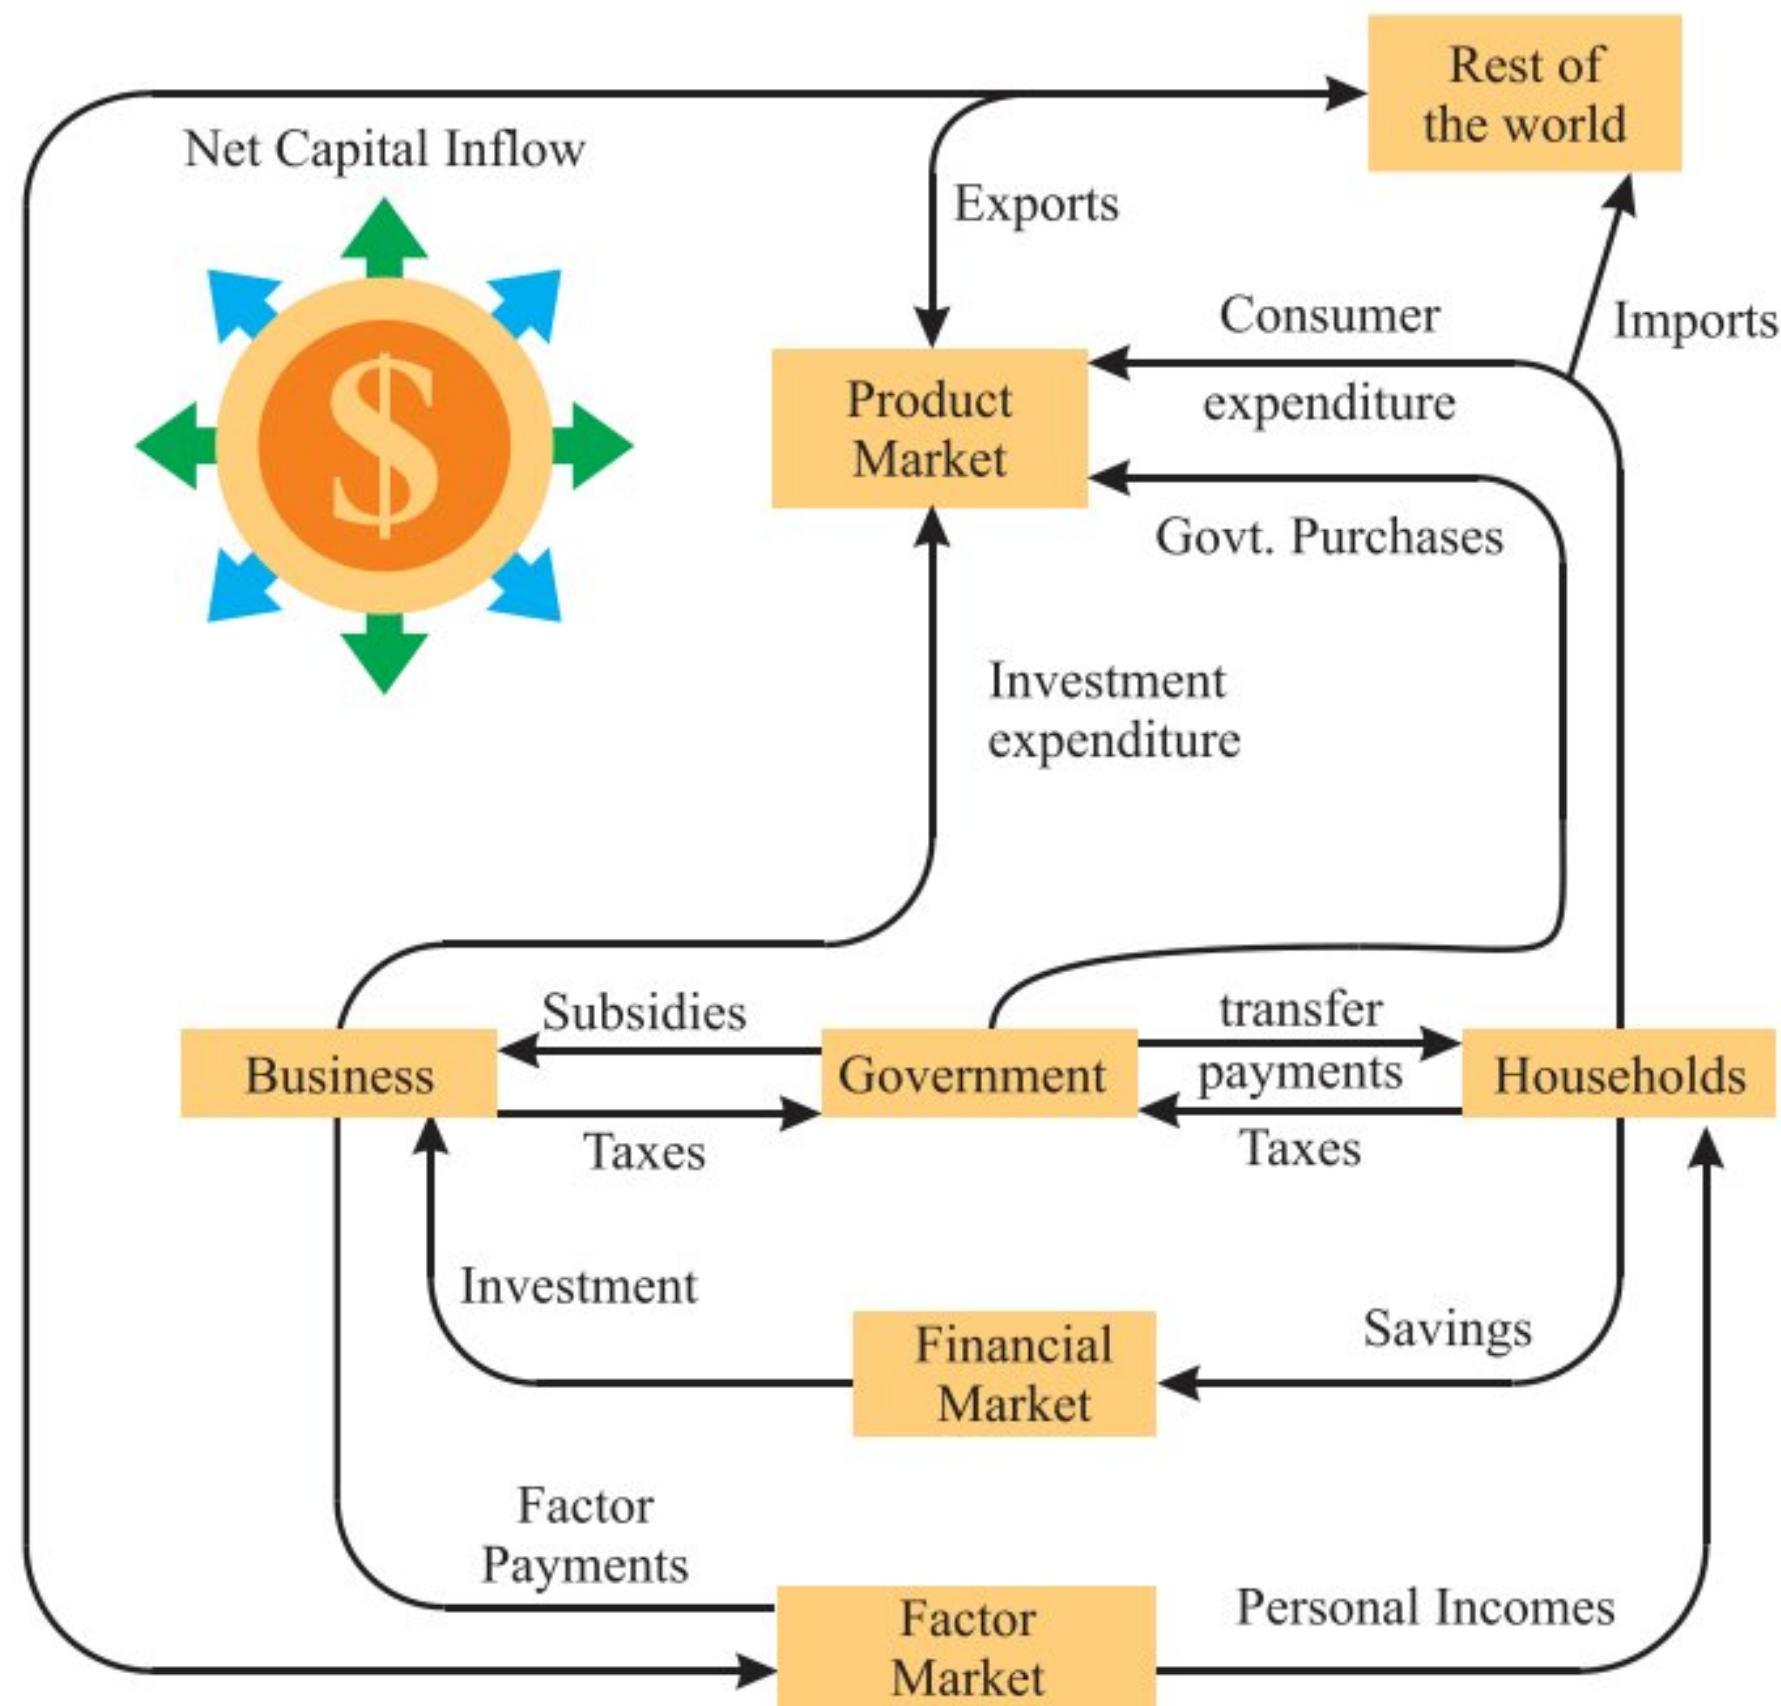 Rest of
the world
Net Capital Inflow
Exports
Consumer
expenditure
Imports
Product
Market
$
Govt. Purchases
Investment
expenditure
Subsidies
transfer
payments
Business
Government
Households
Taxes
Taxes
Investment
Savings
Financial
Market
Factor
Payments
Personal Incomes
Factor
Market